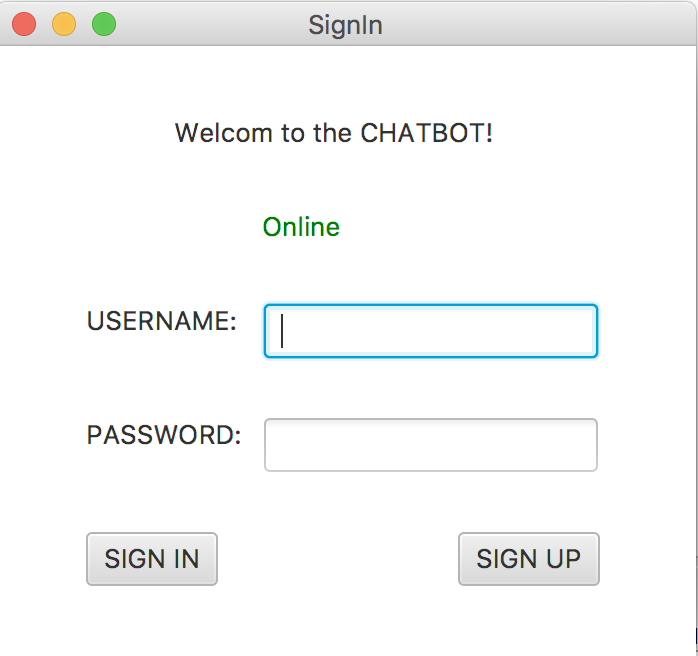 SignIn
Welcom to the CHATBOT!
Online
USERNAME:
PASSWORD:
SIGN IN
SIGN UP